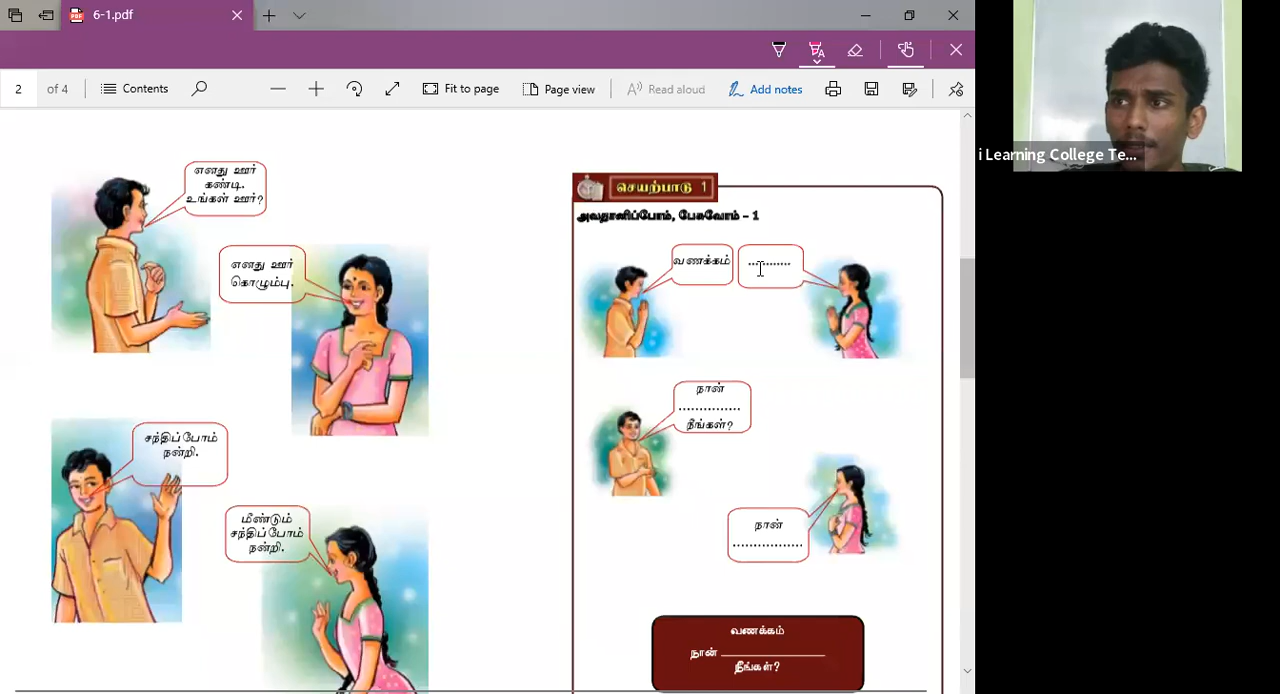 6-1.pdf
2 of 4
Contents
Fit to page
Page view
Read aloud
Add notes
i Learning College Te...
எனது ஊர்
கண்டி.
உங்கள் ஊர்?
எனது ஊர்
கொழும்பு.
சந்திப்போம்
நன்றி.
மீண்டும்
சந்திப்போம்
நன்றி.
செயற்பாடு 1
அவதானிப்போம், பேசுவோம் - 1
வணக்கம்
............
நான்
...............
நீங்கள்?
நான்
.................
வணக்கம்
நான் ______________
நீங்கள்?